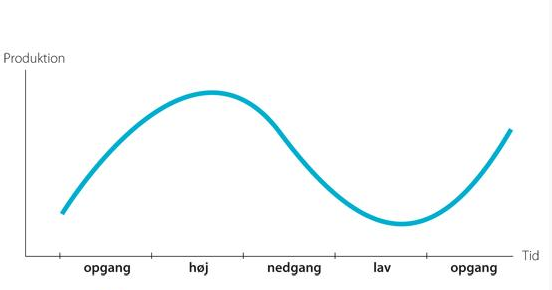 Produktion
Tid
opgang høj nedgang lav opgang